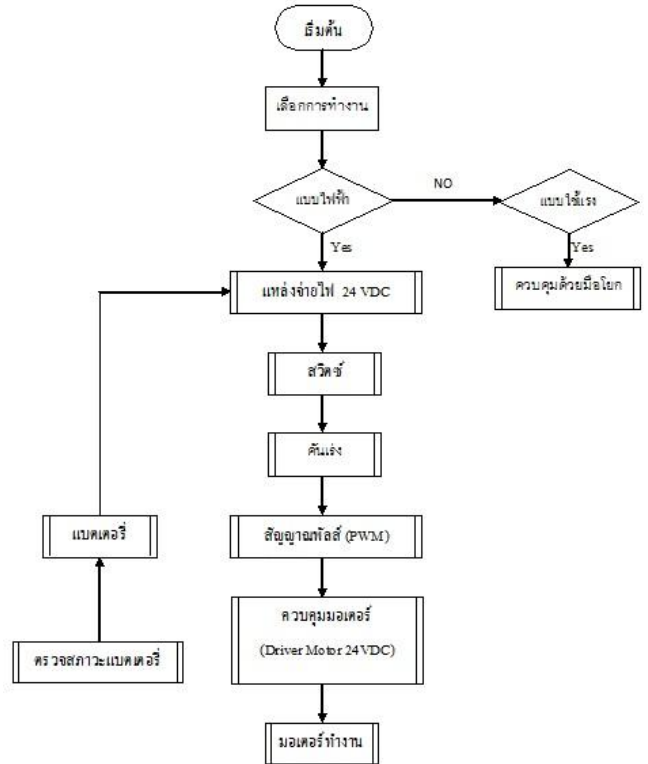 เริ่มต้น
เลือกการทำงาน
แบบไฟฟ้า
NO
แบบใช้แรง
Yes
Yes
แหล่งจ่ายไฟ 24 VDC
ควบคุมด้วยมือโยก
สวิตซ์
คันเร่ง
แบตเตอรี่
สัญญาณพัลส์ (PWM)
ควบคุมมอเตอร์
(Driver Motor 24VDC)
ตรวจสภาวะแบตเตอรี่
มอเตอร์ทำงาน